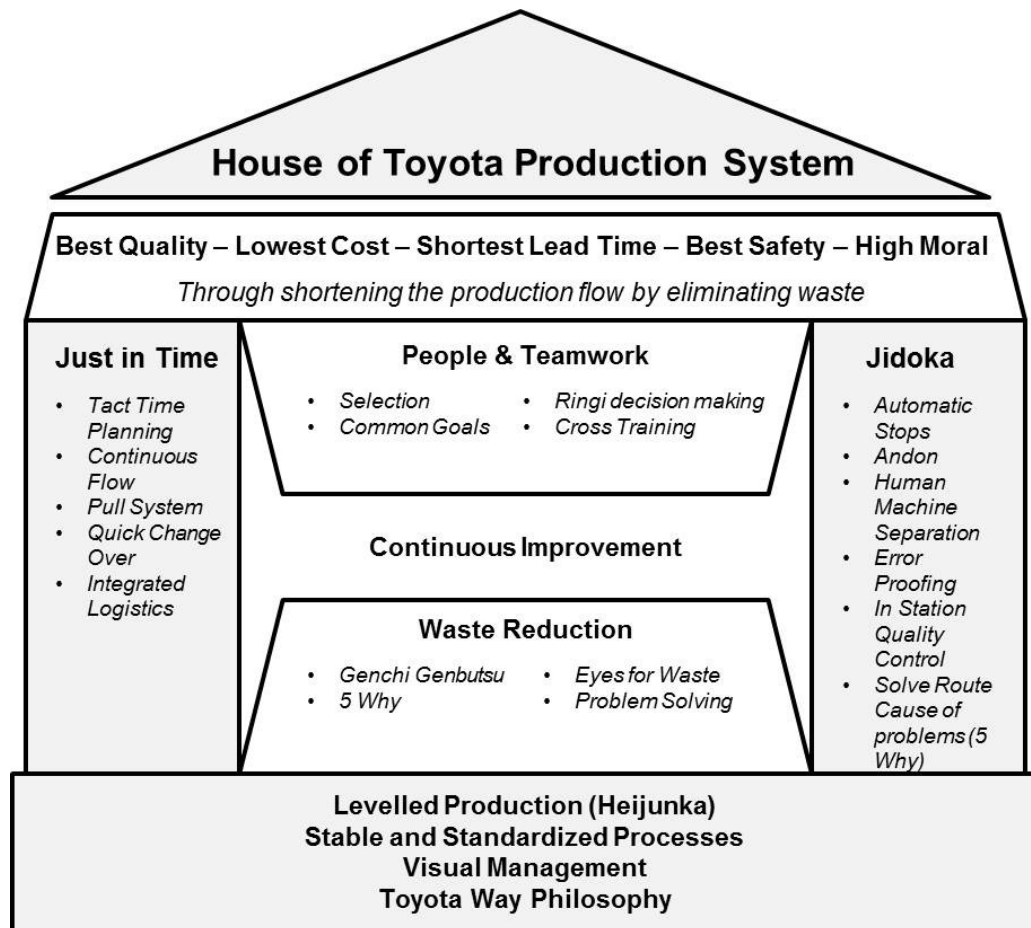 House of Toyota Production System
Best Quality – Lowest Cost – Shortest Lead Time – Best Safety – High Moral
Through shortening the production flow by eliminating waste
Just in Time
• Tact Time
Planning
• Continuous
Flow
• Pull System
• Quick Change
Over
• Integrated
Logistics
People & Teamwork
• Selection
• Common Goals
• Ringi decision making
• Cross Training
Continuous Improvement
Waste Reduction
• Genchi Genbutsu
• 5 Why
• Eyes for Waste
• Problem Solving
Jidoka
• Automatic
Stops
• Andon
• Human
Machine
Separation
• Error
Proofing
• In Station
Quality
Control
• Solve Route
Cause of
problems (5
Why)
Levelled Production (Heijunka)
Stable and Standardized Processes
Visual Management
Toyota Way Philosophy